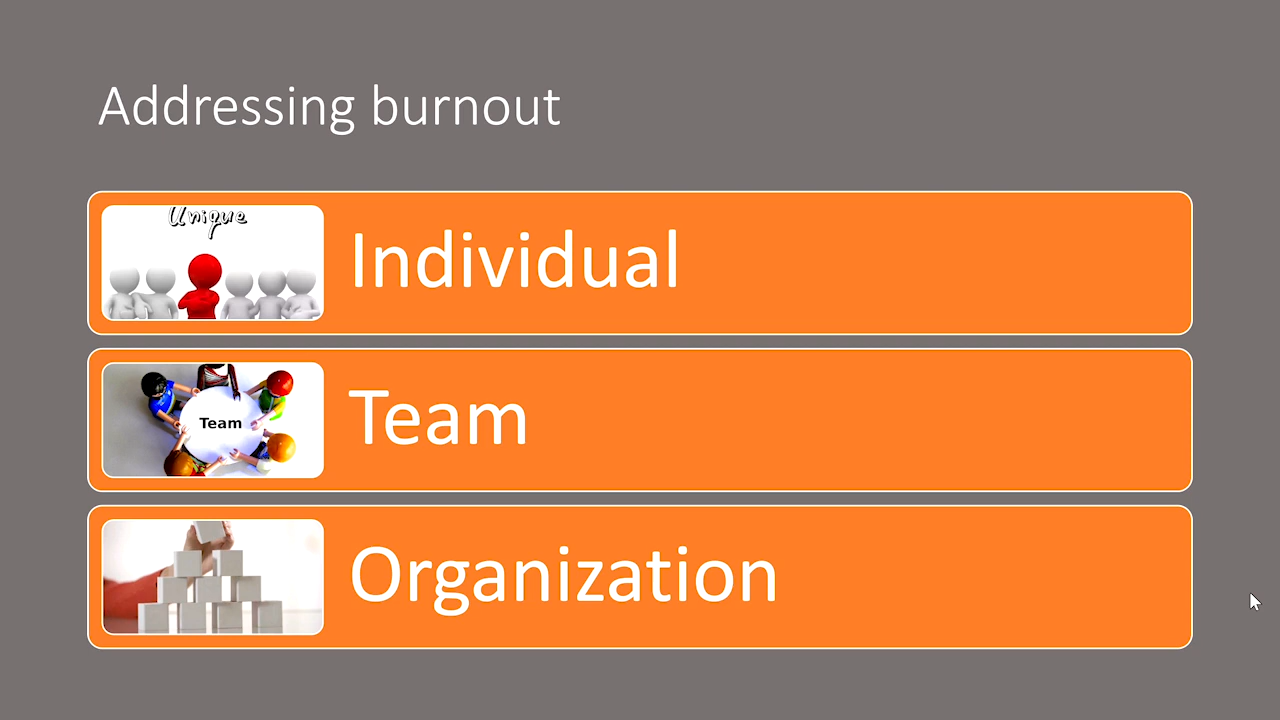 Addressing burnout
Unique
Individual
Team
Team
Organization